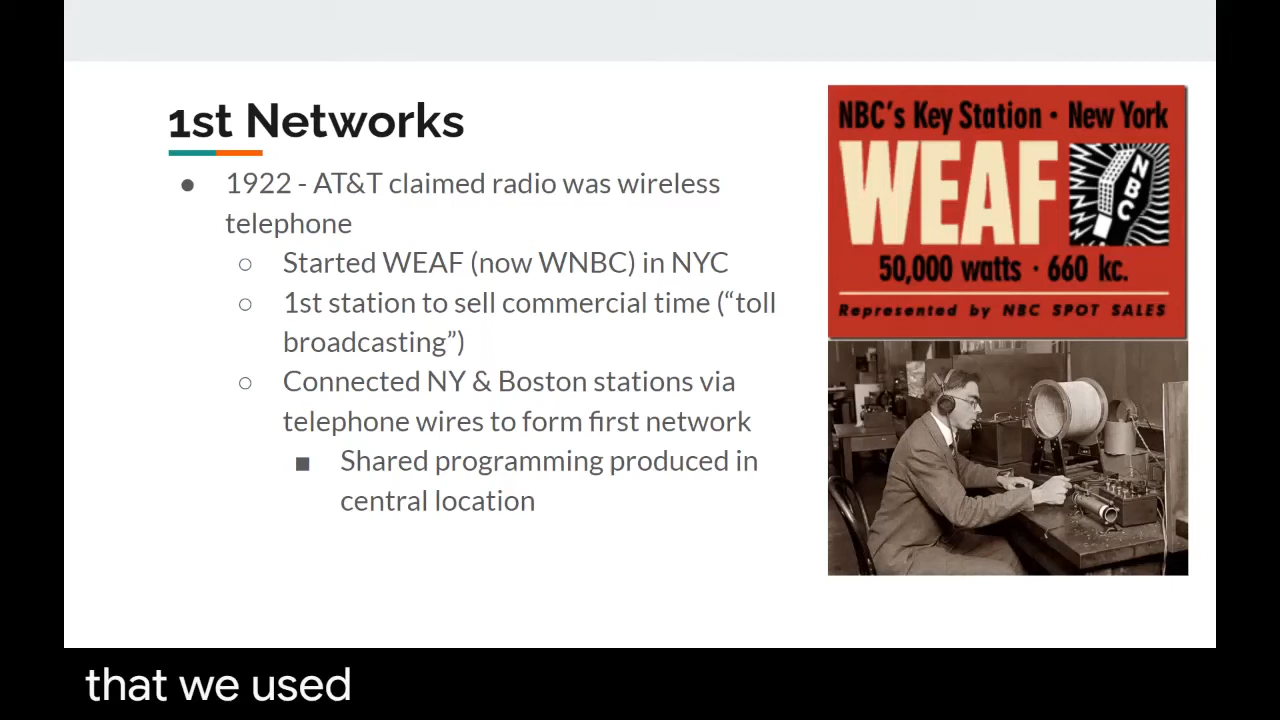 1st Networks
● 1922 - AT&T claimed radio was wireless
telephone
○ Started WEAF (now WNBC) in NYC
○ 1st station to sell commercial time (“toll
broadcasting”)
○ Connected NY & Boston stations via
telephone wires to form first network
■ Shared programming produced in
central location
NBC's Key Station · New York
WEAF
NBC
50,000 watts · 660 kc.
Represented by NBC SPOT SALES
that we used